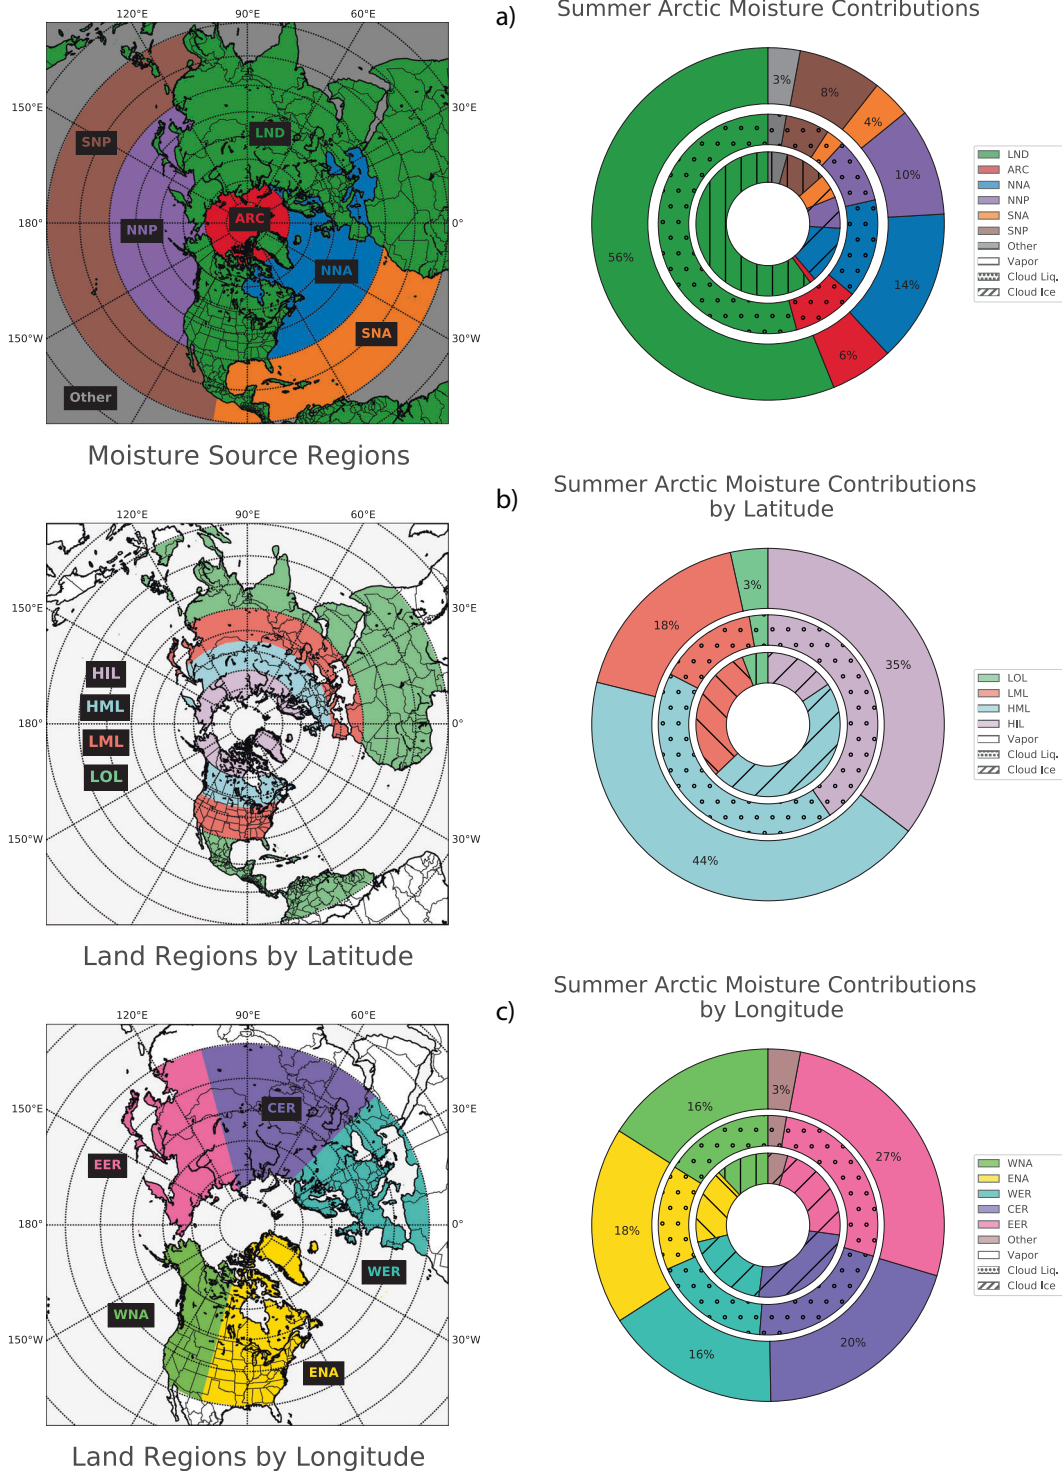 a)
Summer Arctic Moisture Contributions
120°E
90°E
60°E
150°E
30°E
180°
0°
150°W
30°W
SNP
LND
ARC
NNP
NNA
SNA
Other
Moisture Source Regions
3%
8%
4%
10%
14%
6%
56%
LND
ARC
NNA
NNP
SNA
SNP
Other
Vapor
Cloud Liq.
Cloud Ice
b)
Summer Arctic Moisture Contributions
by Latitude
120°E
90°E
60°E
150°E
30°E
180°
0°
150°W
30°W
HIL
HML
LML
LOL
Land Regions by Latitude
3%
18%
35%
44%
LOL
LML
HML
HIL
Vapor
Cloud Liq.
Cloud Ice
c)
Summer Arctic Moisture Contributions
by Longitude
120°E
90°E
60°E
150°E
30°E
180°
0°
150°W
30°W
CER
EER
WER
WNA
ENA
Land Regions by Longitude
3%
16%
27%
18%
16%
20%
WNA
ENA
WER
CER
EER
Other
Vapor
Cloud Liq.
Cloud Ice